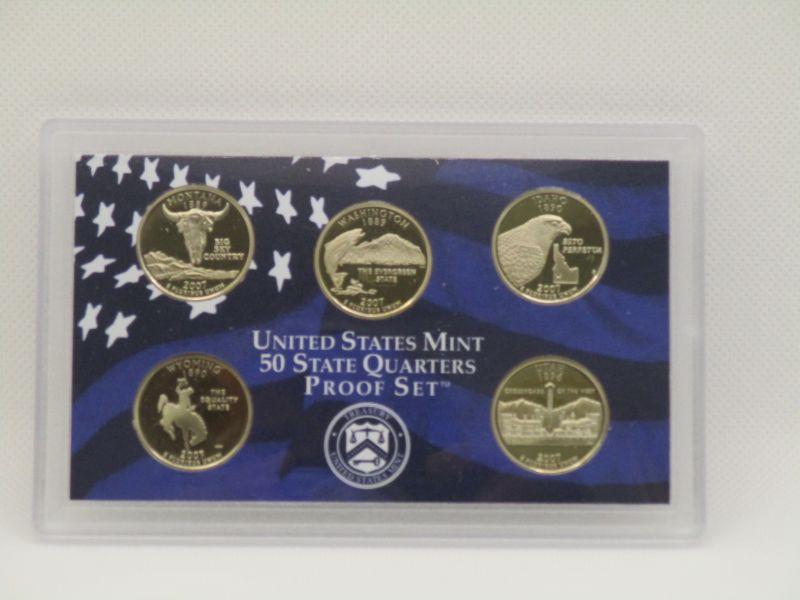 MONTANA
1889
BIG
SKY
COUNTRY
2007
E PLURIBUS UNUM
WASHINGTON
1889
THE EVERGREEN
STATE
2007
E PLURIBUS UNUM
IDAHO
1890
ESTO
PERPETUA
2007
E PLURIBUS UNUM
UNITED STATES MINT
50 STATE QUARTERS
PROOF SET™
WYOMING
1890
THE
EQUALITY
STATE
2007
E PLURIBUS UNUM
TREASURY
UNITED STATES MINT
1896
CROSSROADS OF THE WEST
2007
E PLURIBUS UNUM